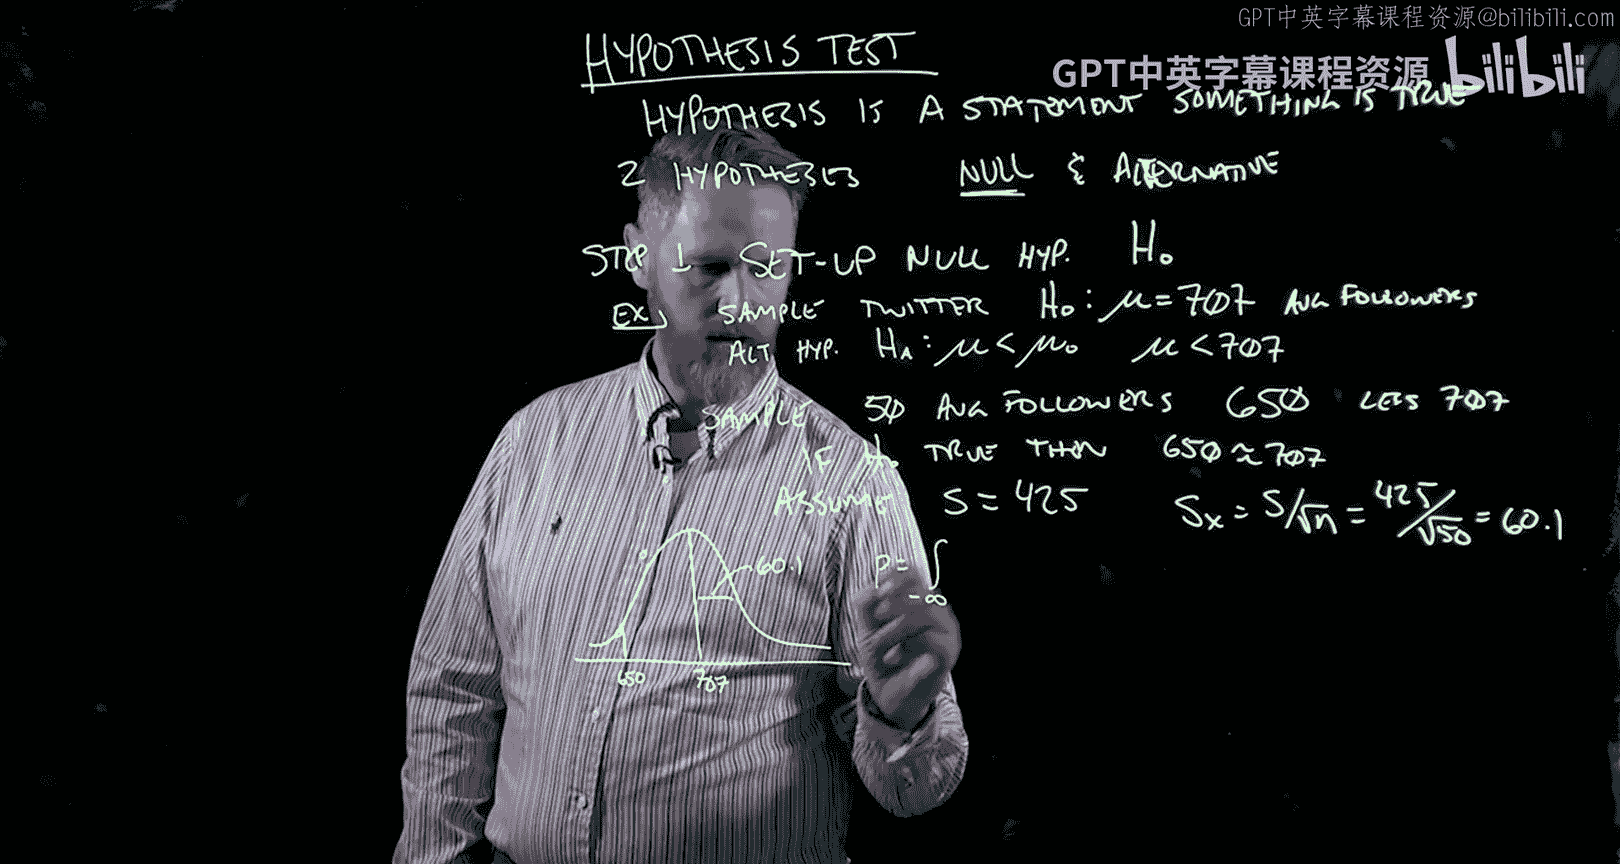 GPT中英字幕课程资源@bilibili.com
GPT中英字幕课程资源 bilibili
HYPOTHESIS TEST
HYPOTHESIS IS A STATEMENT SOMETHING IS TRUE
2 HYPOTHESES NULL & ALTERNATIVE
STEP 1 SET-UP NULL HYP. H₀
EX, SAMPLE TWITTER H₀: μ = 707 AVG FOLLOWERS
ALT HYP. Hₐ: μ < μ₀ μ < 707
SAMPLE 50 AVG FOLLOWERS 650 LESS 707
IF H₀ TRUE THEN 650 ≈ 707
ASSUME S = 425 Sx = S/√n = 425/√50 = 60.1
60.1 P = ∫ -∞
650 707